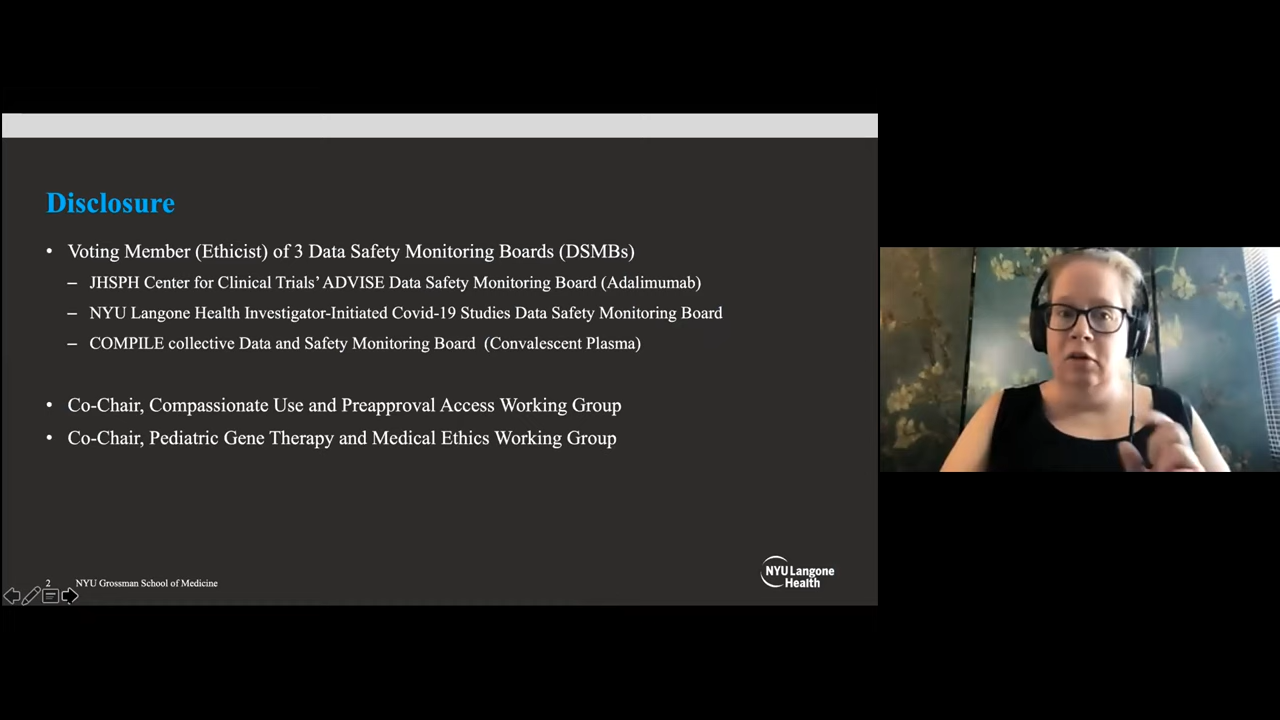 Disclosure
• Voting Member (Ethicist) of 3 Data Safety Monitoring Boards (DSMBs)
– JHSPH Center for Clinical Trials' ADVISE Data Safety Monitoring Board (Adalimumab)
– NYU Langone Health Investigator-Initiated Covid-19 Studies Data Safety Monitoring Board
– COMPILE collective Data and Safety Monitoring Board (Convalescent Plasma)
• Co-Chair, Compassionate Use and Preapproval Access Working Group
• Co-Chair, Pediatric Gene Therapy and Medical Ethics Working Group
2 NYU Grossman School of Medicine
NYU Langone
Health